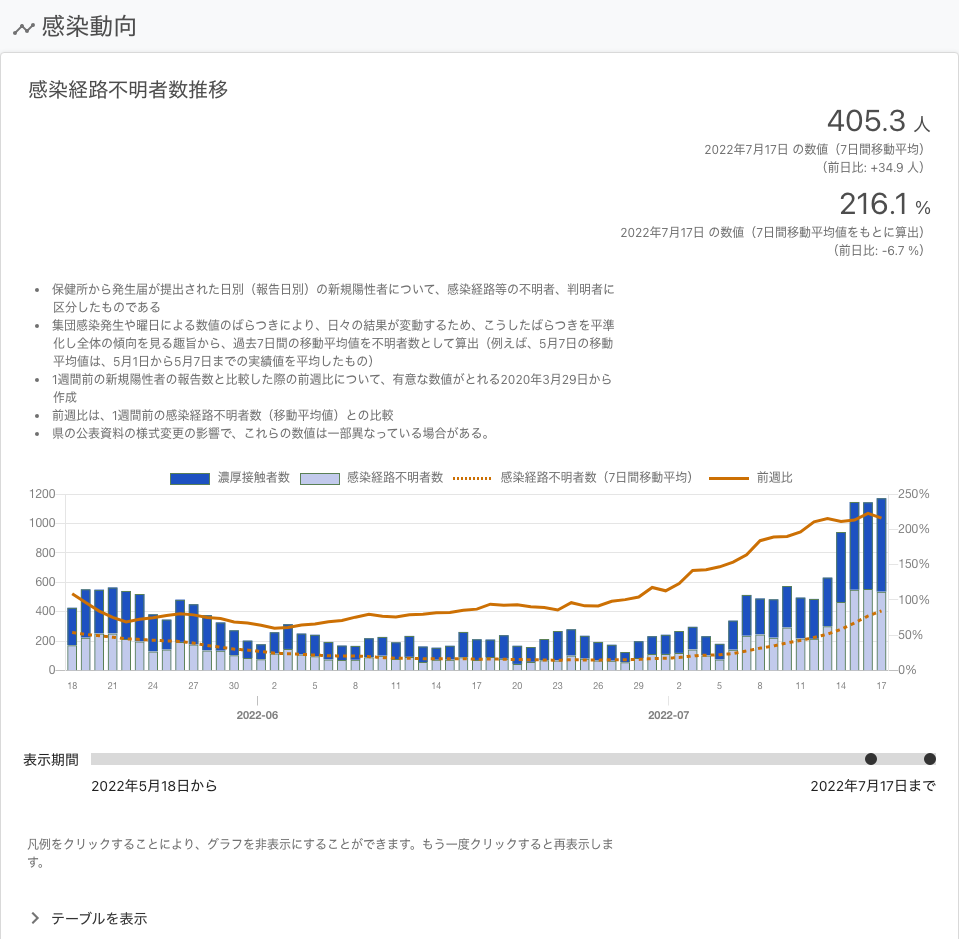 感染動向
感染経路不明者数推移
405.3 人
2022年7月17日 の数値（7日間移動平均）
（前日比: +34.9 人）
216.1 %
2022年7月17日 の数値（7日間移動平均値をもとに算出）
（前日比: -6.7 %）
• 保健所から発生届が提出された日別（報告日別）の新規陽性者について、感染経路等の不明者、判明者に
区分したものである
• 集団感染発生や曜日による数値のばらつきにより、日々の結果が変動するため、こうしたばらつきを平準
化し全体の傾向を見る趣旨から、過去7日間の移動平均値を不明者数として算出（例えば、5月7日の移動
平均値は、5月1日から5月7日までの実績値を平均したもの）
• 1週間前の新規陽性者の報告数と比較した際の前週比について、有意な数値がとれる2020年3月29日から
作成
• 前週比は、1週間前の感染経路不明者数（移動平均値）との比較
• 県の公表資料の様式変更の影響で、これらの数値は一部異なっている場合がある。
濃厚接触者数 感染経路不明者数 感染経路不明者数（7日間移動平均） 前週比
1200 250%
1000 200%
800 150%
600 100%
400 50%
200 0%
0
18 21 24 27 30 2 5 8 11 14 17 20 23 26 29 2 5 8 11 14 17
2022-06 2022-07
表示期間
2022年5月18日から 2022年7月17日まで
凡例をクリックすることにより、グラフを非表示にすることができます。もう一度クリックすると再表示しま
す。
テーブルを表示